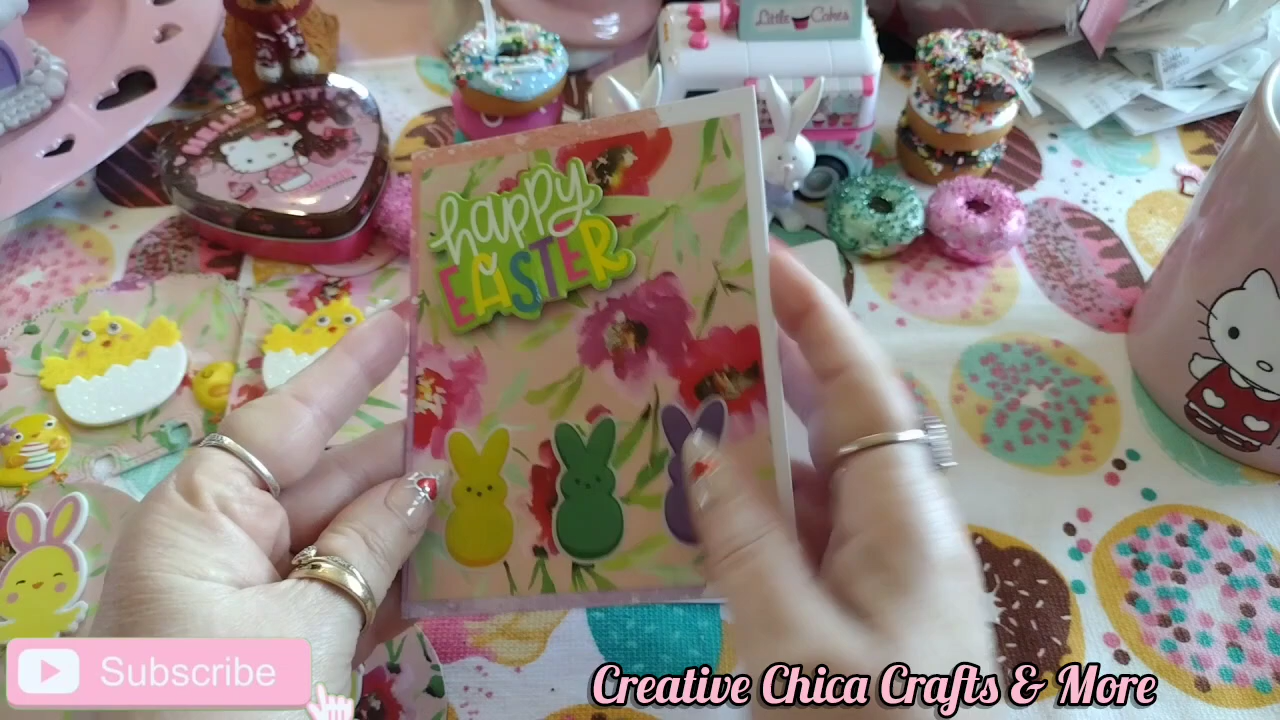 Little Cakes
HELLO KITTY
happy
EASTER
Subscribe
Creative Chica Crafts & More